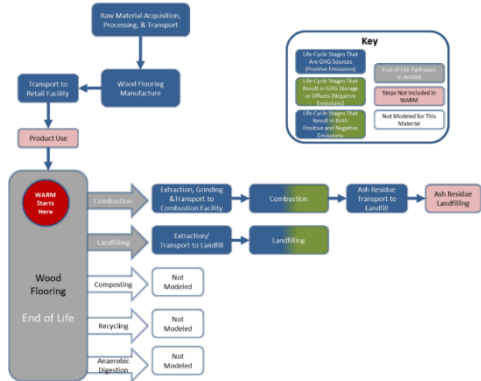 Raw Material Acquisition,
Processing, & Transport
Transport to
Retail Facility
Wood Flooring
Manufacture
Product Use
Key
Life-Cycle Stages That
Are GHG Sources
(Positive Emissions)
Life-Cycle Stages That
Result in GHG Storage
or Offsets (Negative
Emissions)
Life-Cycle Stages That
Result in Both
Positive and Negative
Emissions
End-of-Life Pathways
in WARM
Steps Not Included in
WARM
Not Modeled for This
Material
WARM
Starts
Here
Wood
Flooring
End of Life
Combustion
Extraction, Grinding
&Transport to
Combustion Facility
Combustion
Ash Residue
Transport to
Landfill
Ash Residue
Landfilling
Landfilling
Extraction/
Transport to Landfill
Landfilling
Composting
Not
Modeled
Recycling
Not
Modeled
Anaerobic
Digestion
Not
Modeled